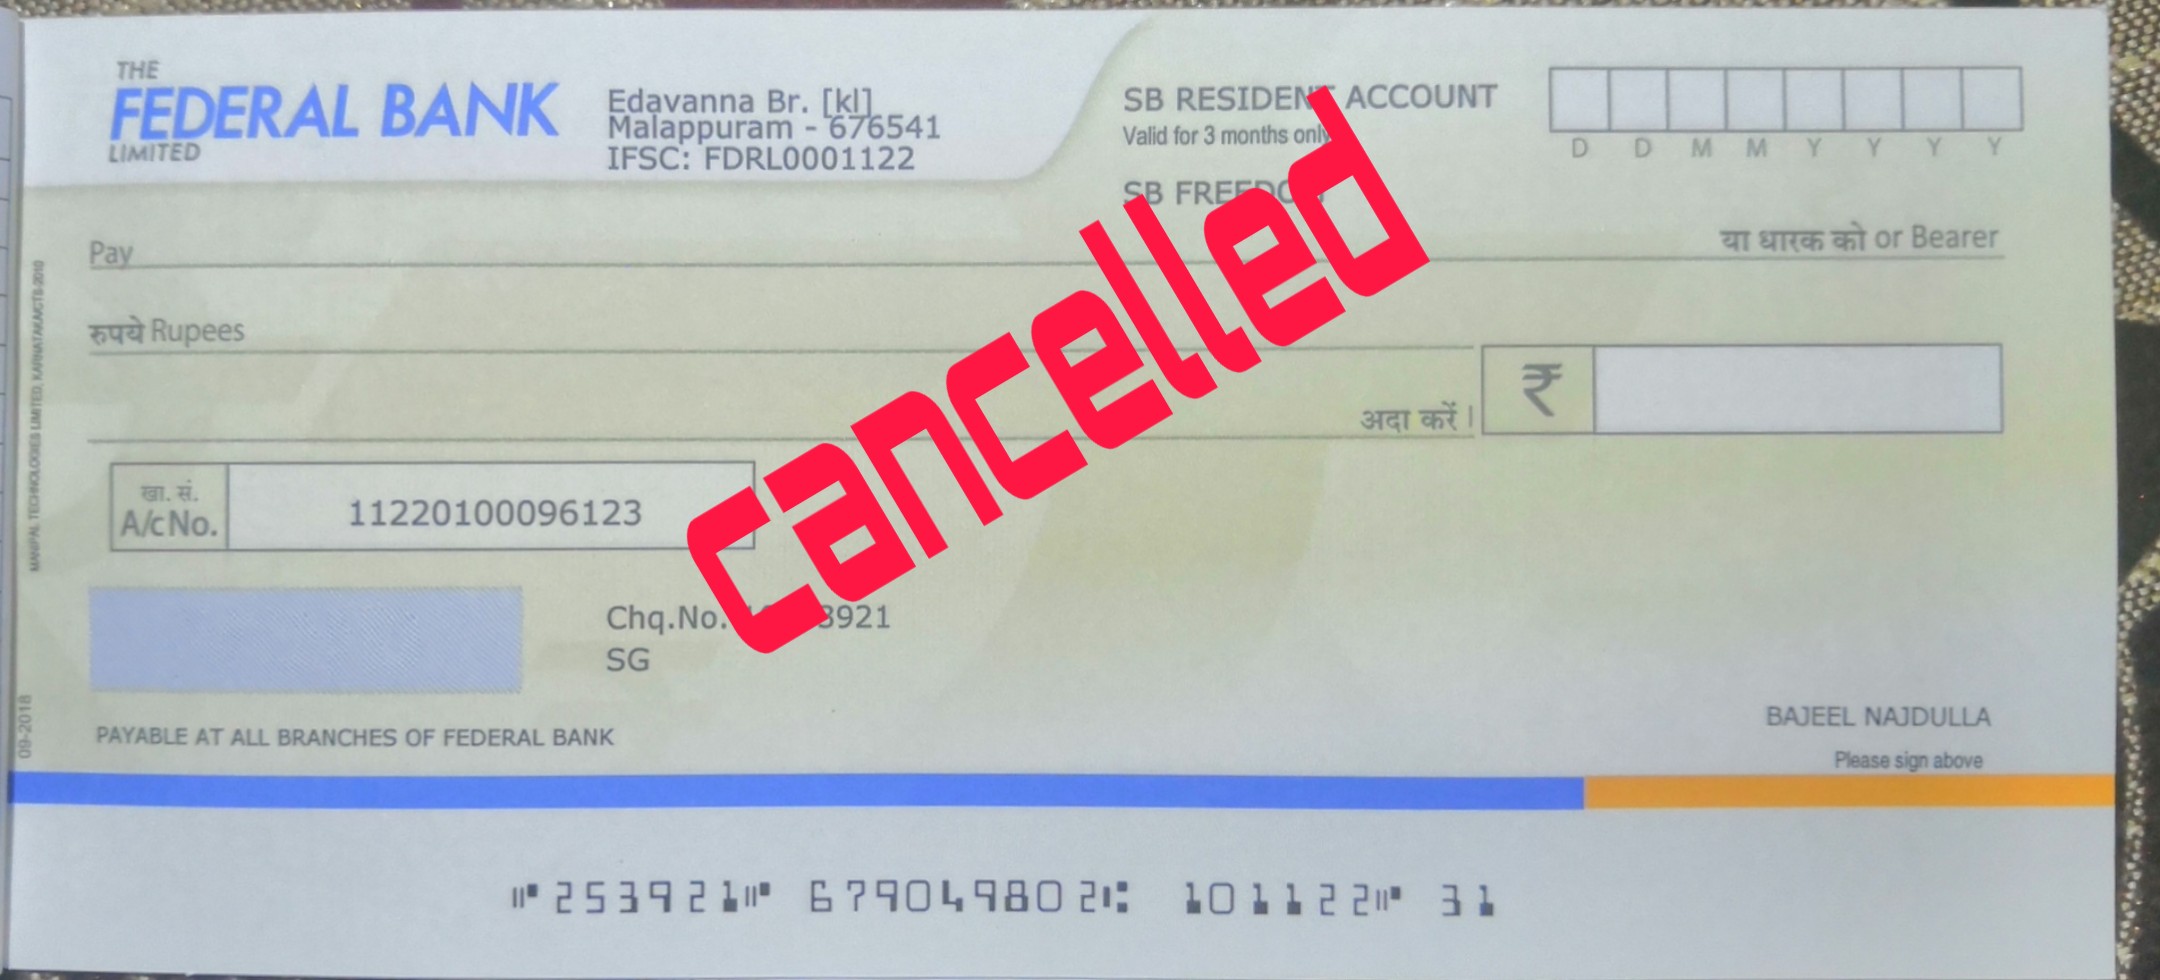 THE
FEDERAL BANK
LIMITED
Edavanna Br. [kl]
Malappuram - 676541
IFSC: FDRL0001122
SB RESIDENT ACCOUNT
Valid for 3 months only
SB FREEDOM
D D M M Y Y Y Y
Pay
या धारक को or Bearer
रुपये Rupees
अदा करें ।
₹
cancelled
खा. सं.
A/c No.
11220100096123
Chq.No. 3921
SG
PAYABLE AT ALL BRANCHES OF FEDERAL BANK
BAJEEL NAJDULLA
Please sign above
MANIPAL TECHNOLOGIES LIMITED, KARNATAKA/CTS-2010
09-2018
⑈253921⑈ 679049802⑆ 101122⑈ 31